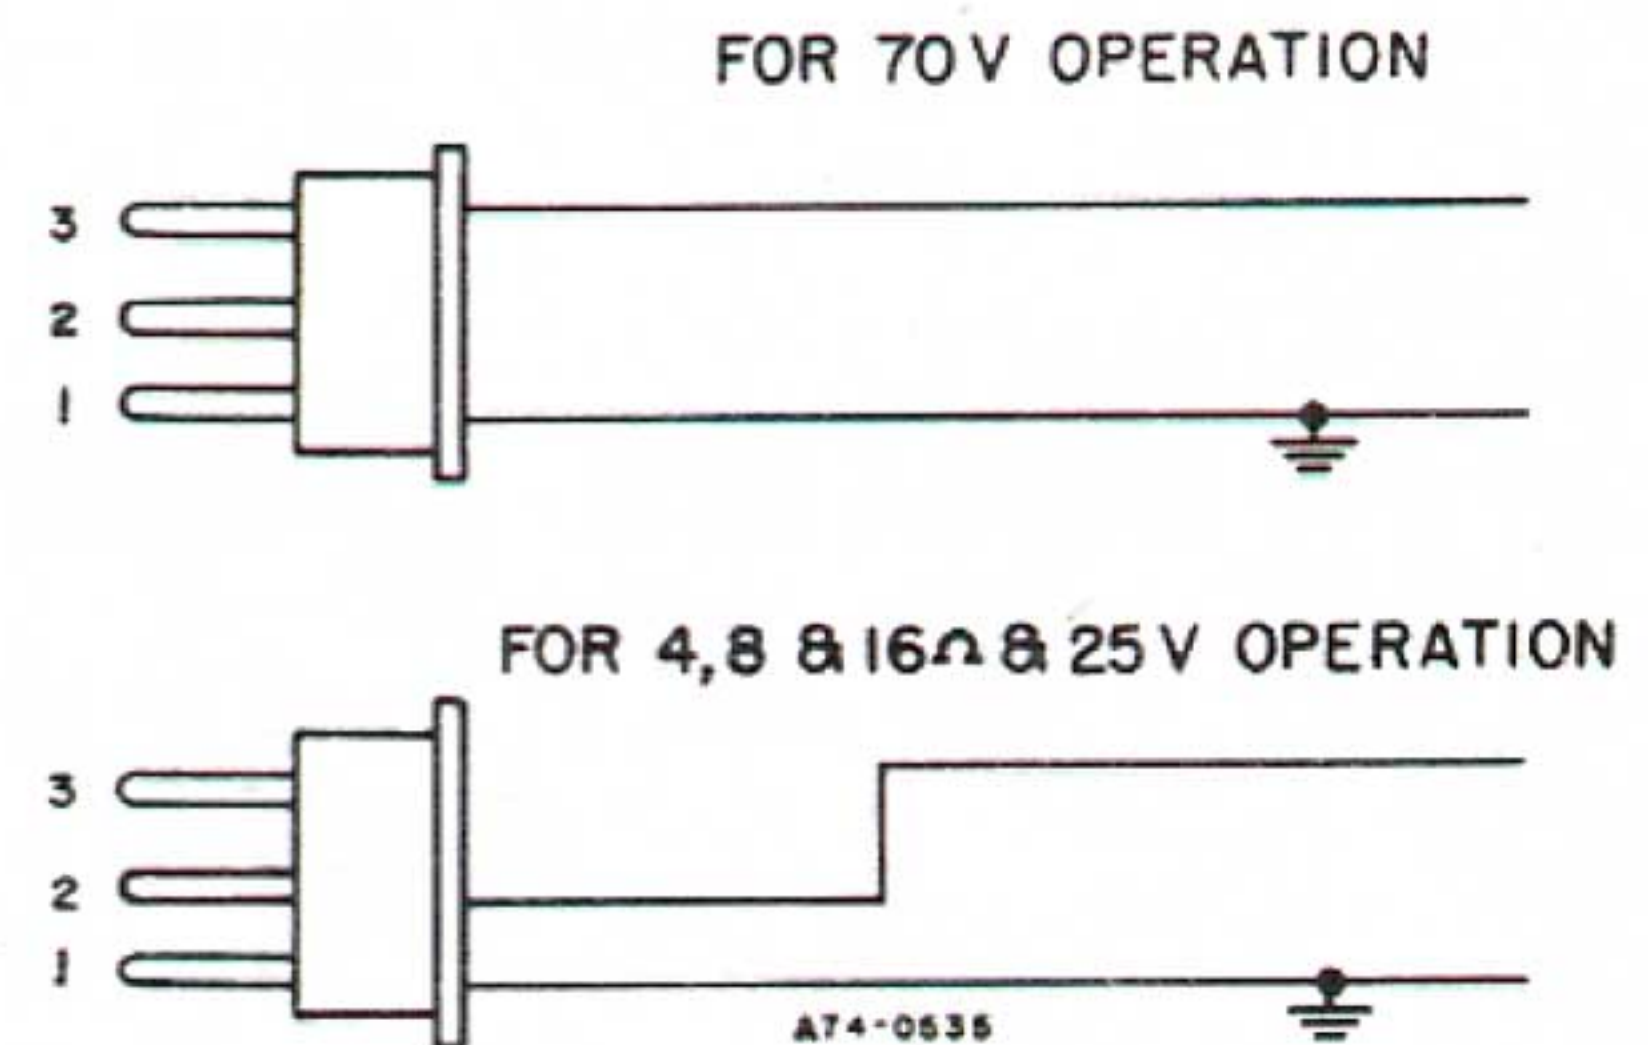 FOR 70V OPERATION
3
2
1
FOR 4,8 & 16Ω & 25V OPERATION
3
2
1
A74-0535